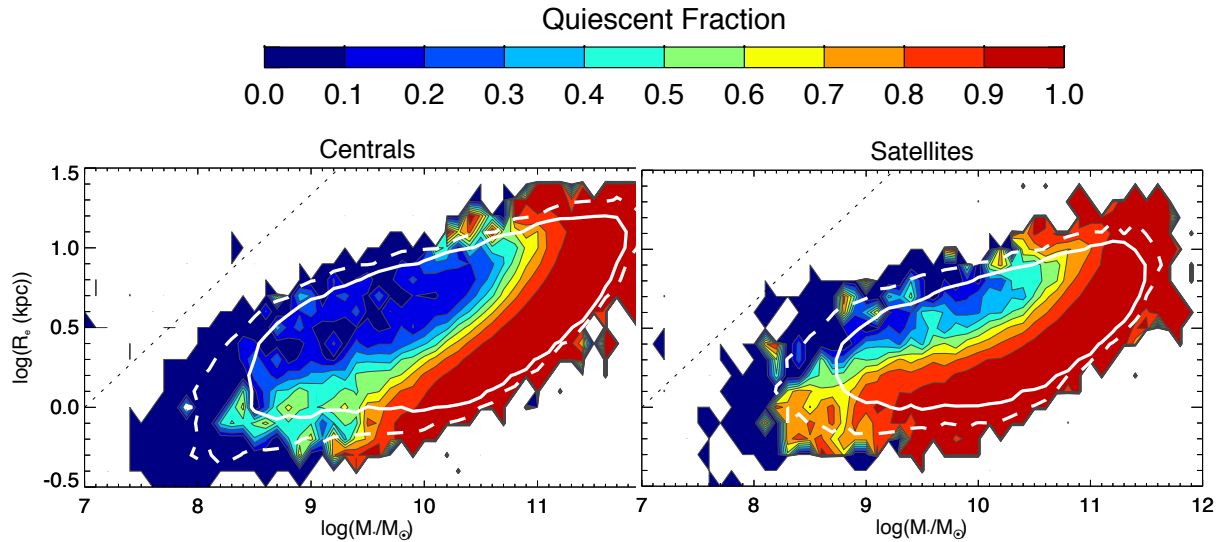 Quiescent Fraction
0.0 0.1 0.2 0.3 0.4 0.5 0.6 0.7 0.8 0.9 1.0
Centrals Satellites
1.5
1.0
0.5
0.0
-0.5
log(Rₑ (kpc))
7 8 9 10 11 7 8 9 10 11 12
log(M*/M⊙) log(M*/M⊙)